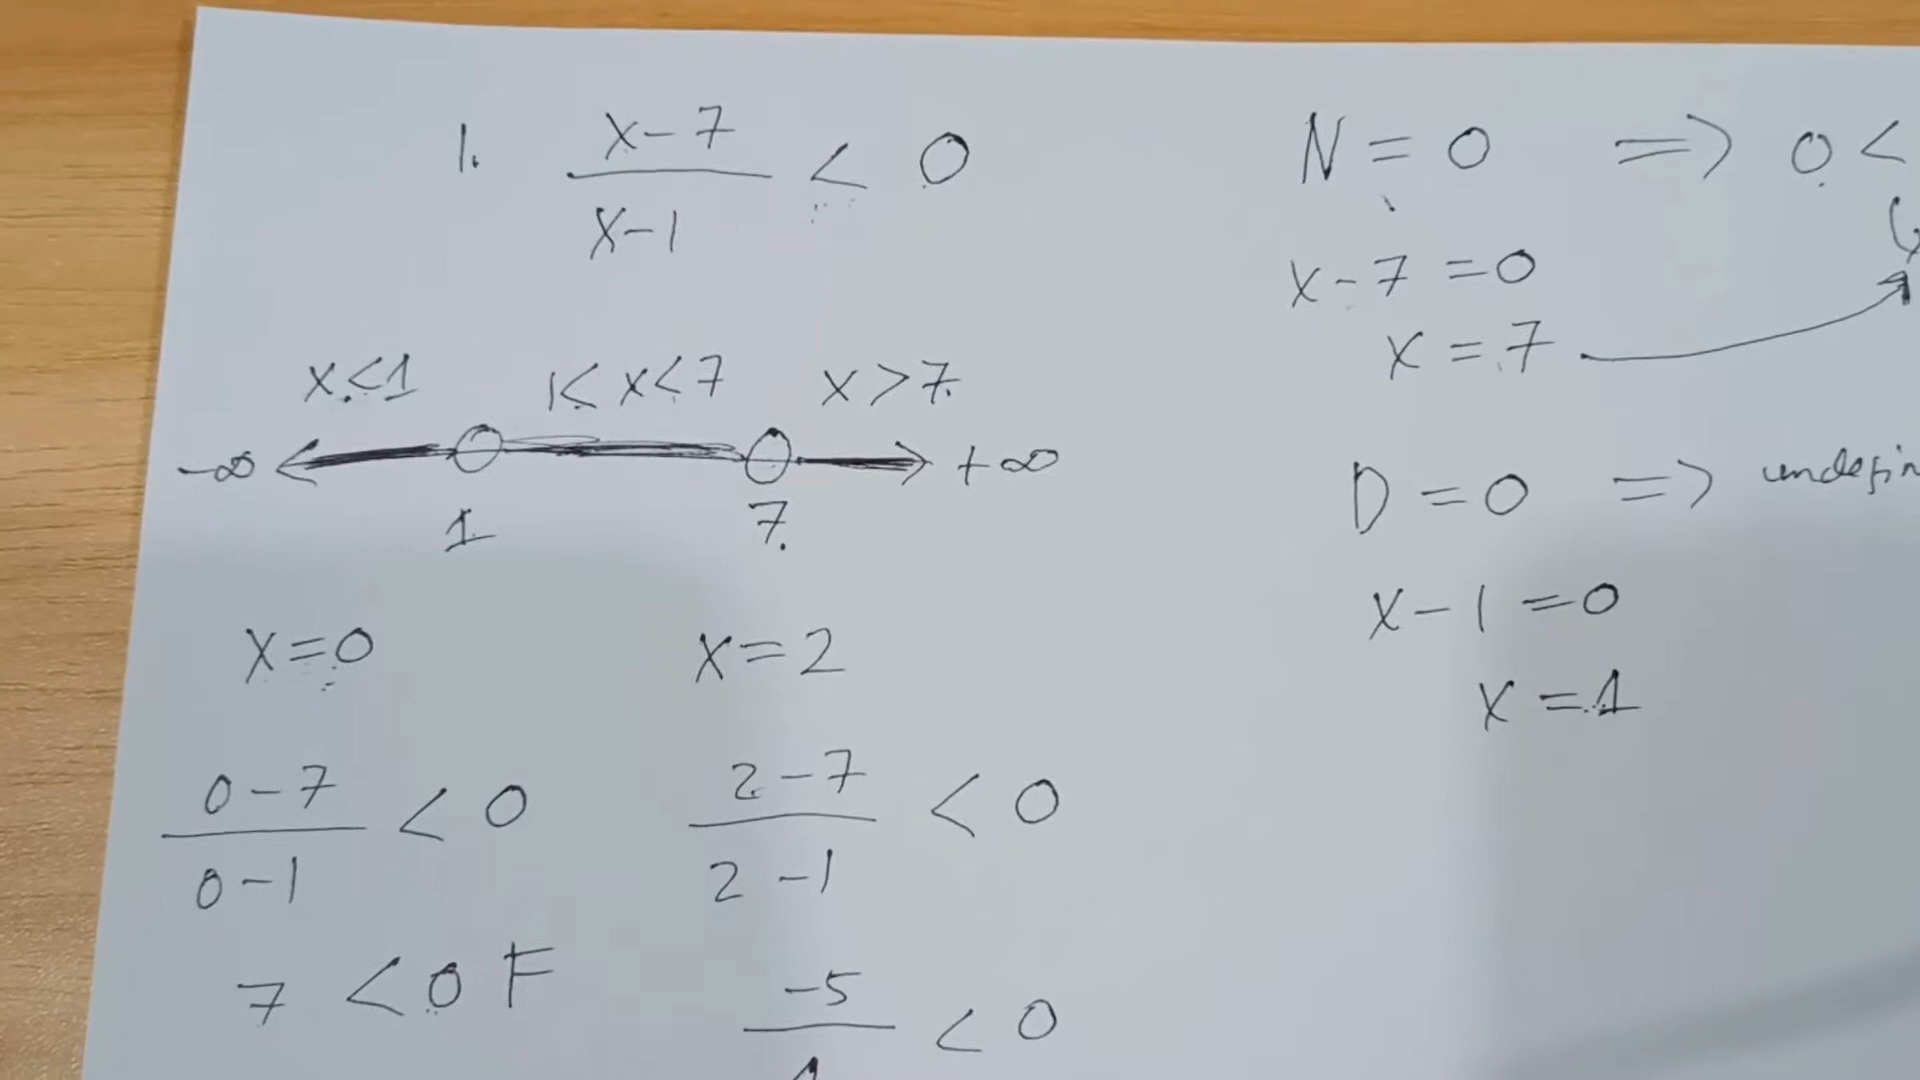 1. x-7/x-1 < 0
x<1 1< x<7 x>7
-∞ +∞
1 7
x=0 x=2
0-7/0-1 < 0 2-7/2-1 < 0
7 <0 F -5/1 < 0
N=0 => 0<
x-7=0
x=7
D=0 =>
x-1=0
x=1